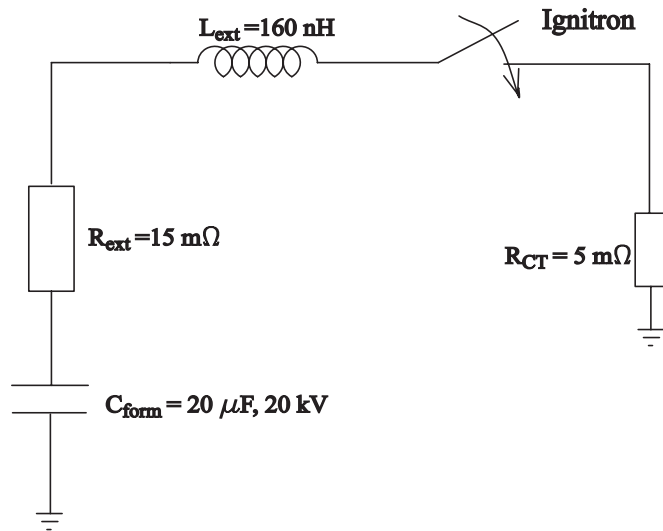 L_ext =160 nH
Ignitron
R_ext =15 mΩ
R_CT = 5 mΩ
C_form = 20 μF, 20 kV